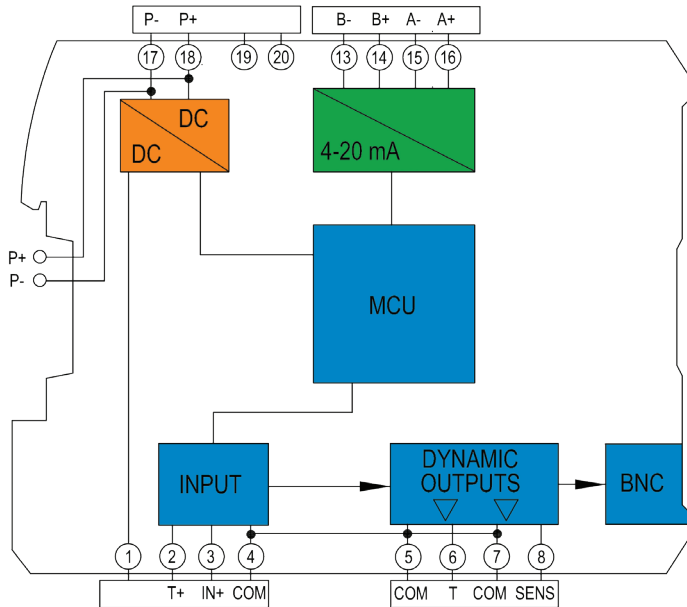 P- P+ B- B+ A- A+
17 18 19 20 13 14 15 16
DC
DC
4-20 mA
P+
P-
MCU
INPUT
DYNAMIC
OUTPUTS
BNC
1 2 3 4 5 6 7 8
T+ IN+ COM COM T COM SENS